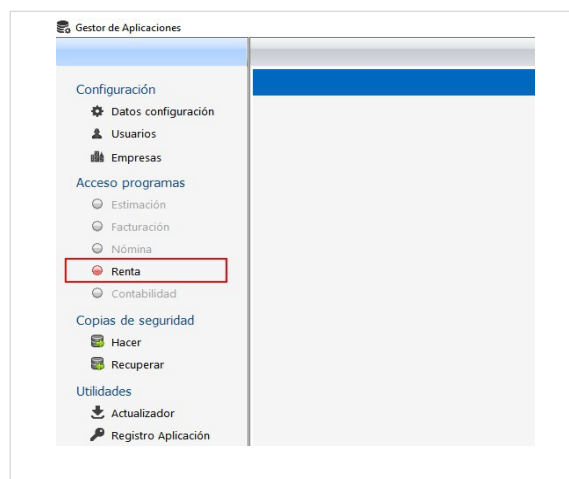 Gestor de Aplicaciones
Configuración
Datos configuración
Usuarios
Empresas
Acceso programas
Estimación
Facturación
Nómina
Renta
Contabilidad
Copias de seguridad
Hacer
Recuperar
Utilidades
Actualizador
Registro Aplicación